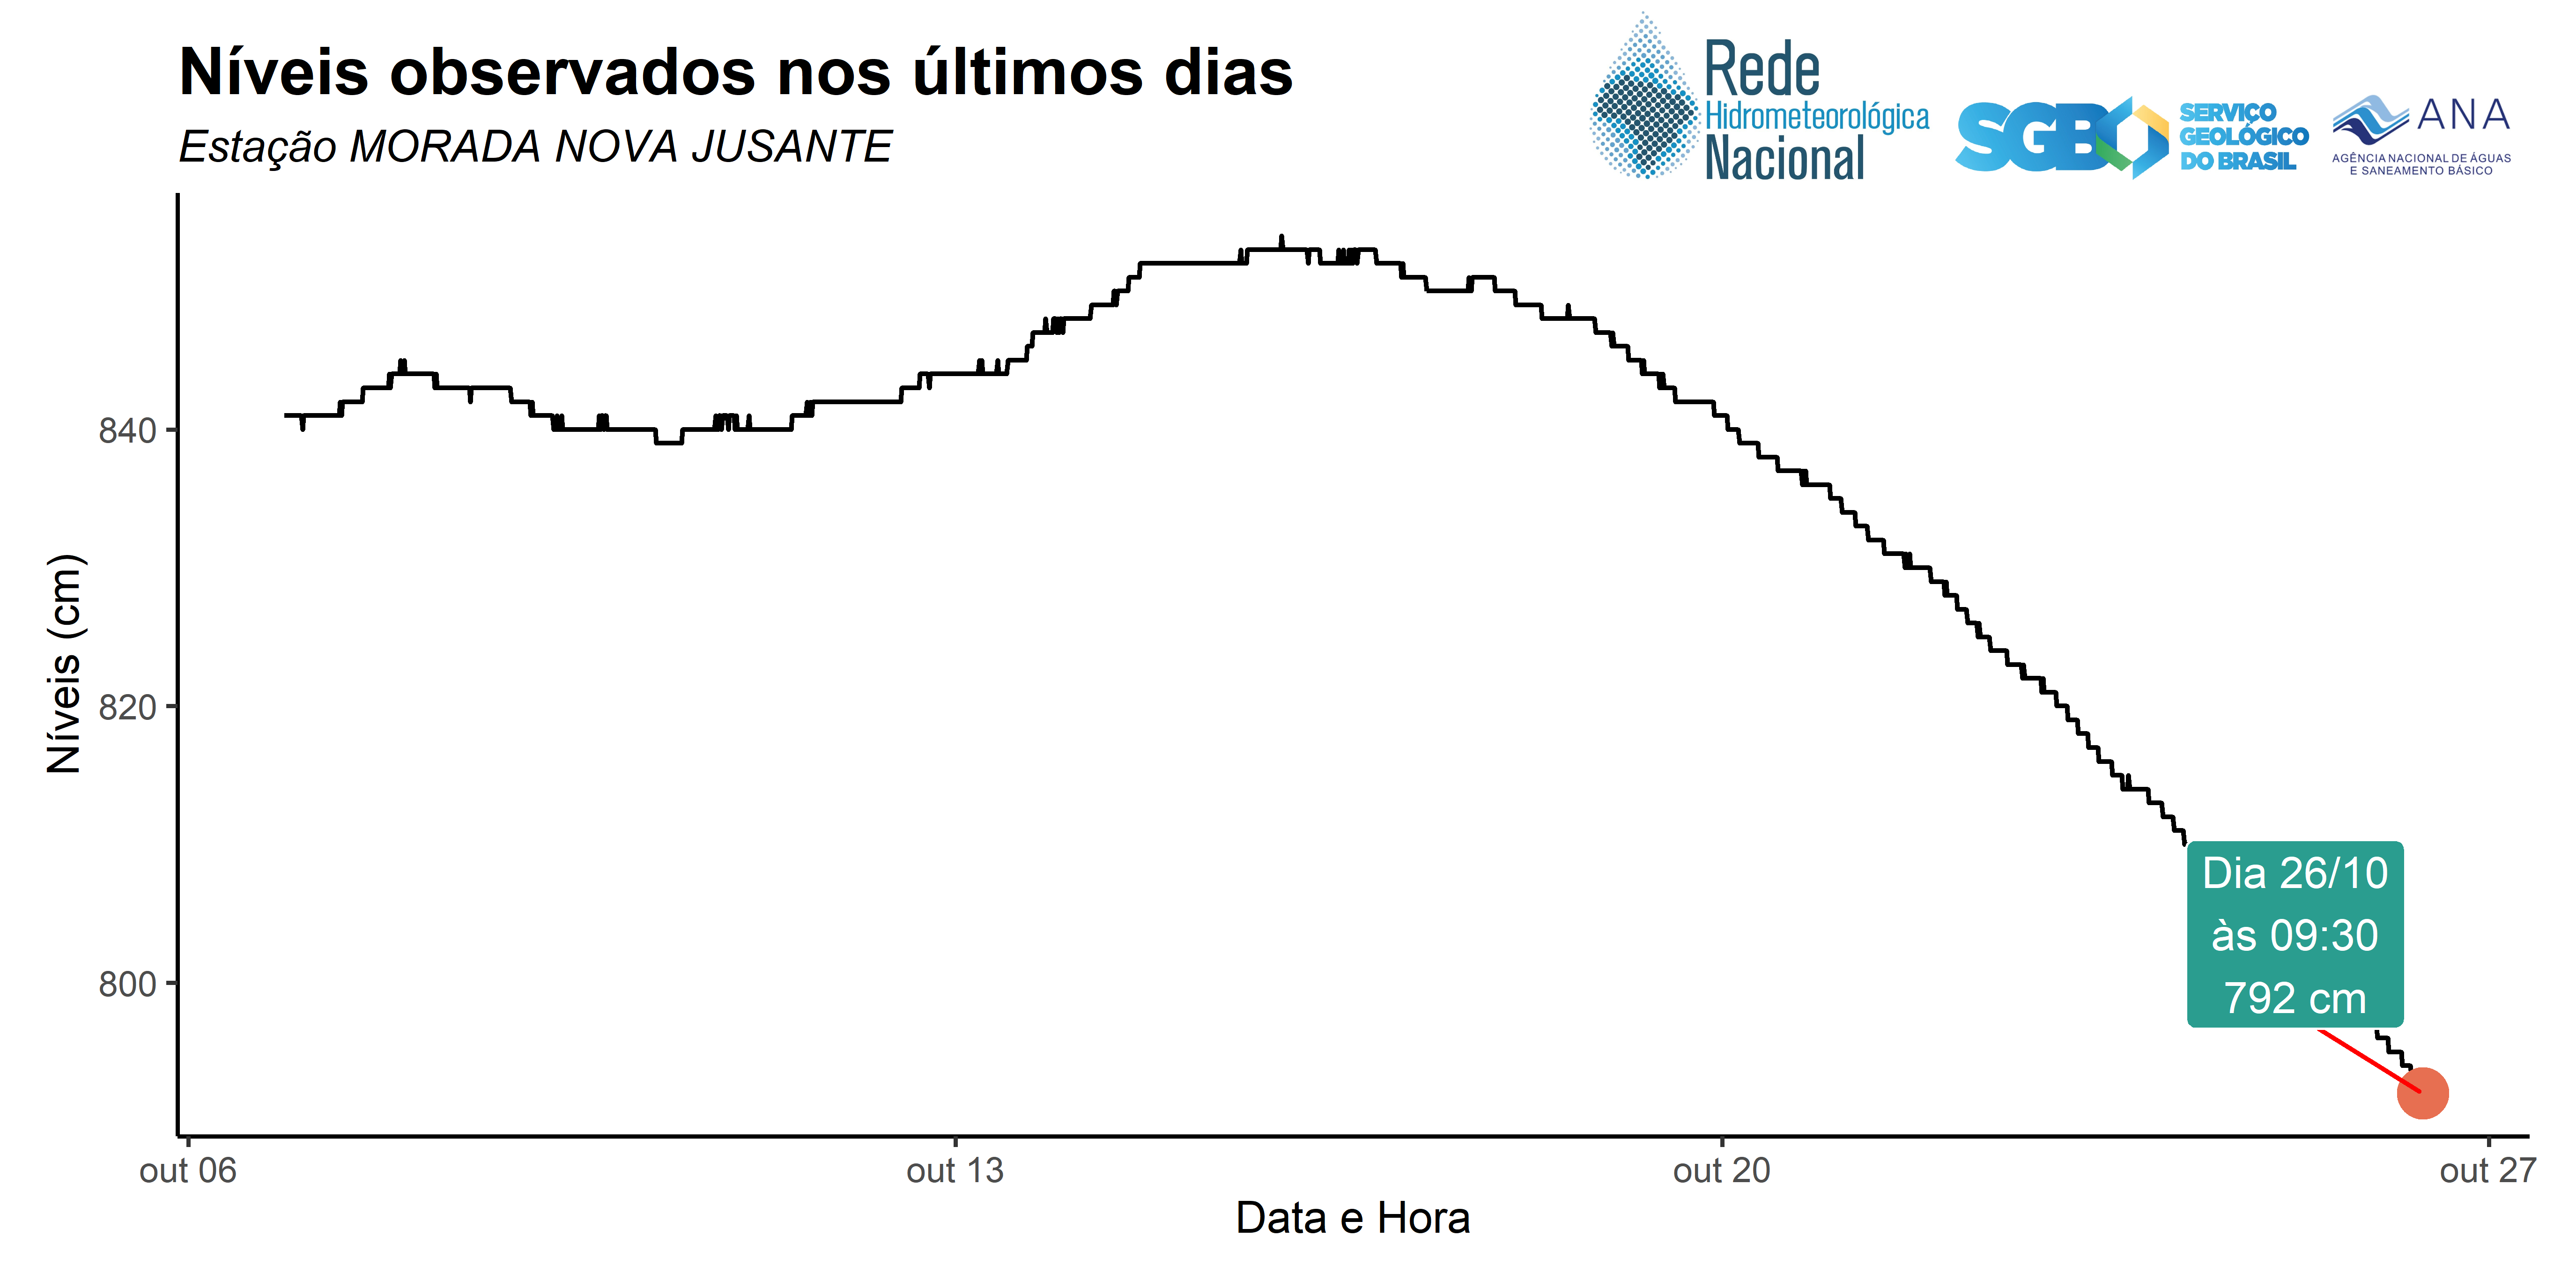 Níveis observados nos últimos dias
Estação MORADA NOVA JUSANTE
Rede
Hidrometeorológica
Nacional
SGB
SERVIÇO
GEOLÓGICO
DO BRASIL
ANA
AGÊNCIA NACIONAL DE ÁGUAS
E SANEAMENTO BÁSICO
Níveis (cm)
840
820
800
Dia 26/10
às 09:30
792 cm
out 06
out 13
out 20
out 27
Data e Hora